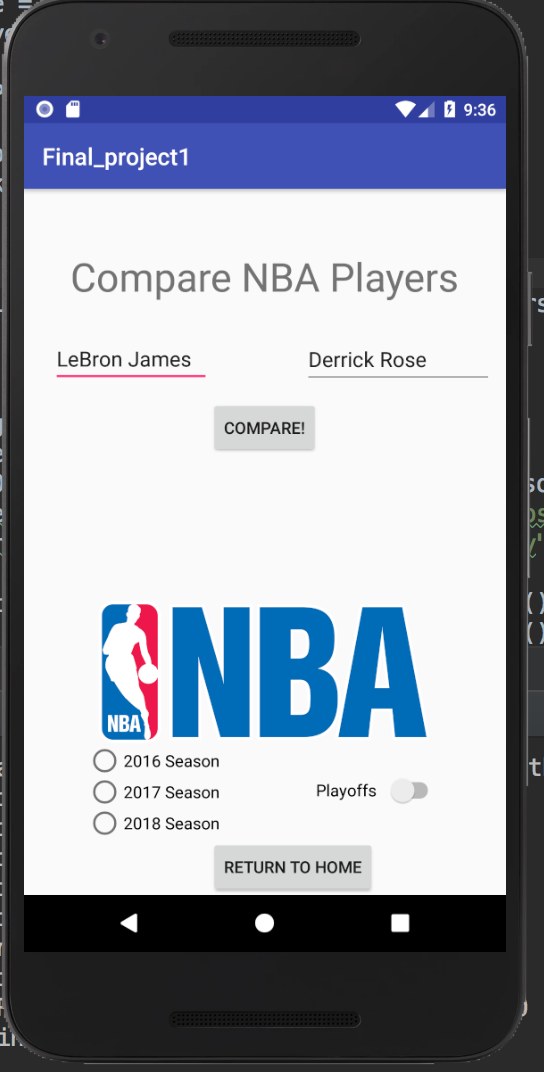 9:36
Final_project1
Compare NBA Players
LeBron James
Derrick Rose
COMPARE!
NBA NBA
2016 Season
2017 Season
Playoffs
2018 Season
RETURN TO HOME